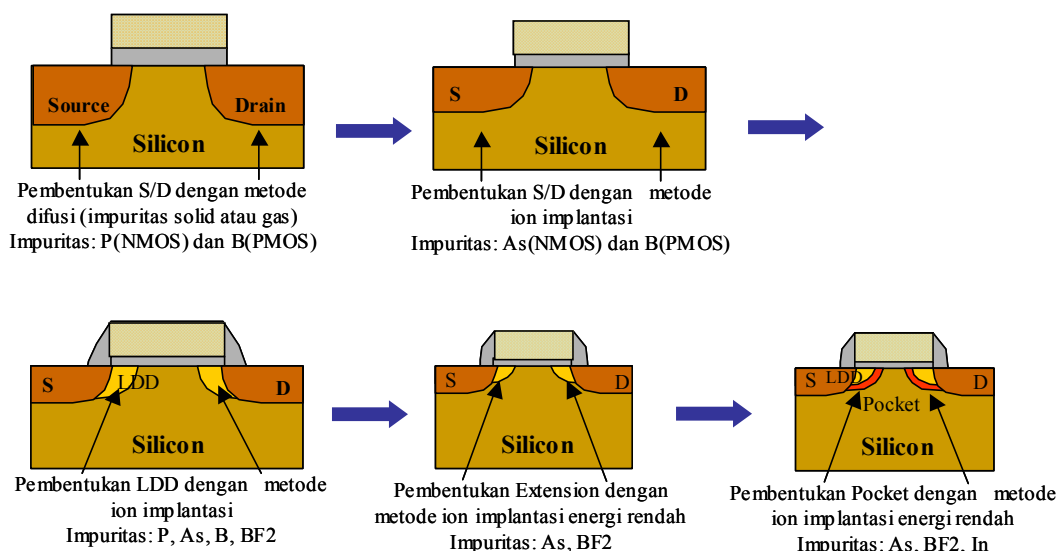 Source
Drain
Silicon
Pembentukan S/D dengan metode
difusi (impuritas solid atau gas)
Impuritas: P(NMOS) dan B(PMOS)
S
D
Silicon
Pembentukan S/D dengan metode
ion implantasi
Impuritas: As(NMOS) dan B(PMOS)
S
LDD
D
Silicon
Pembentukan LDD dengan metode
ion implantasi
Impuritas: P, As, B, BF2
S
D
Silicon
Pembentukan Extension dengan
metode ion implantasi energi rendah
Impuritas: As, BF2
S
LDD
D
Pocket
Silicon
Pembentukan Pocket dengan metode
ion implantasi energi rendah
Impuritas: As, BF2, In